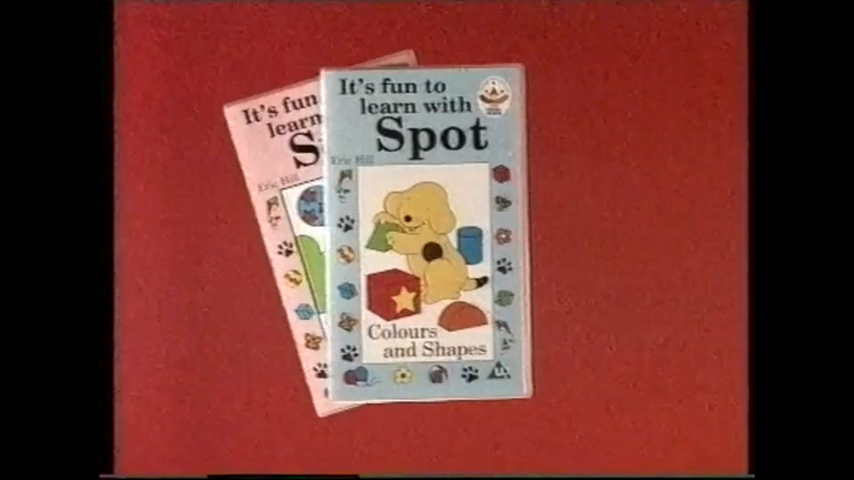 It's fun
learn
S
Eric Hill
It's fun to
learn with
Spot
Eric Hill
Colours
and Shapes
U